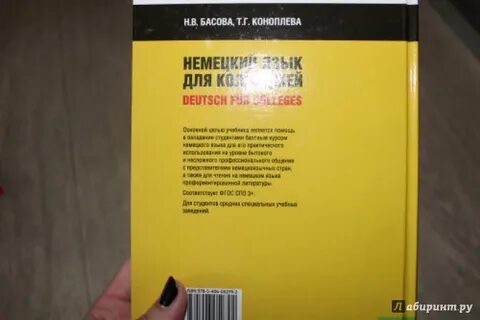 Н.В. БАСОВА, Т.Г. КОНОПЛЕВА
НЕМЕЦКИЙ ЯЗЫК
ДЛЯ КОЛЛЕДЖЕЙ
DEUTSCH FÜR COLLEGES
Основной целью учебника является помощь
в овладении студентами базовым курсом
немецкого языка для его практического
использования на уровне бытового
и несложного профессионального общения
с представителями немецкоязычных стран,
а также для чтения на немецком языке
профориентированной литературы.
Соответствует ФГОС СПО 3+.
Для студентов средних специальных учебных
заведений.
Лабиринт.ру